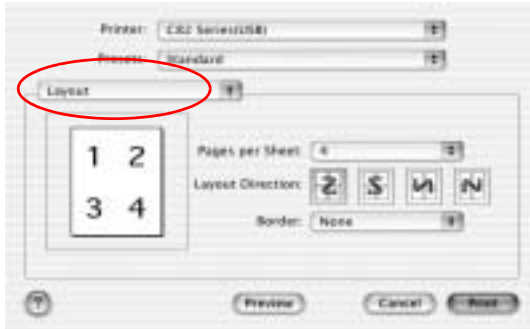 Printer: C82 Series(USB)
Presets: Standard
Layout
1 2
3 4
Pages per Sheet: 4
Layout Direction:
Border: None
? Preview Cancel Print